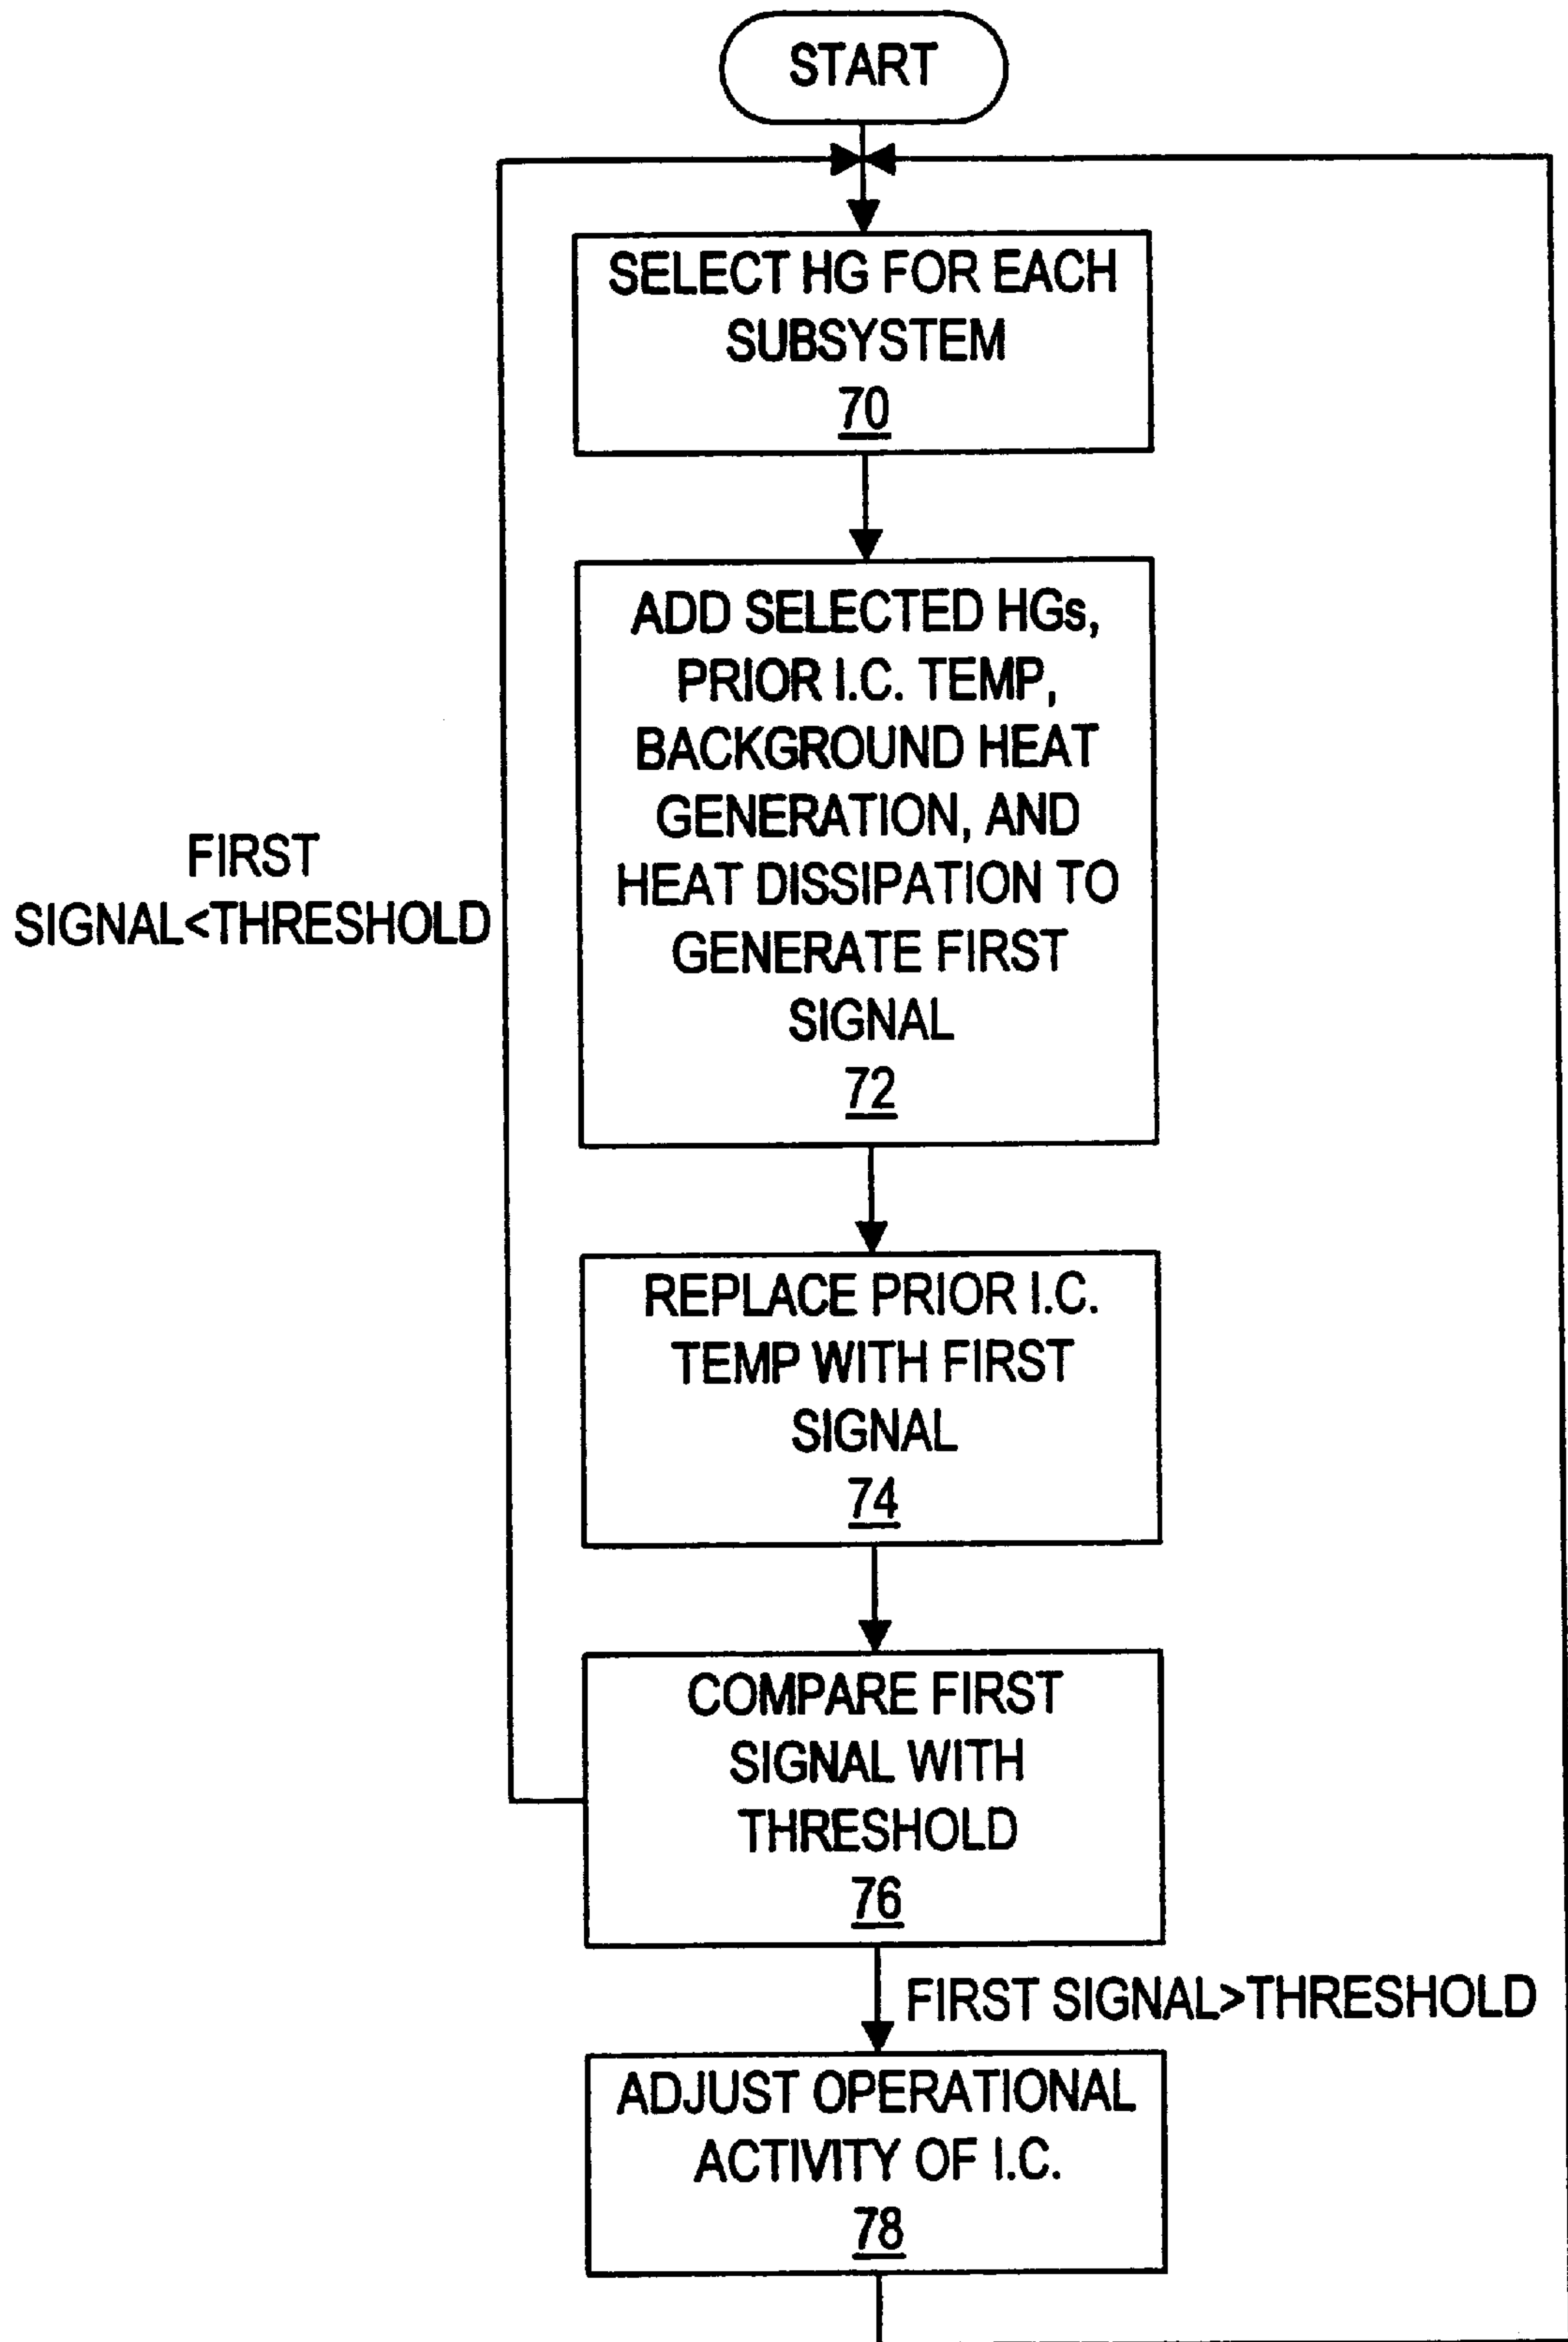 START
SELECT HG FOR EACH
SUBSYSTEM
70
ADD SELECTED HGs,
PRIOR I.C. TEMP,
BACKGROUND HEAT
GENERATION, AND
HEAT DISSIPATION TO
GENERATE FIRST
SIGNAL
72
FIRST
SIGNAL<THRESHOLD
REPLACE PRIOR I.C.
TEMP WITH FIRST
SIGNAL
74
COMPARE FIRST
SIGNAL WITH
THRESHOLD
76
FIRST SIGNAL>THRESHOLD
ADJUST OPERATIONAL
ACTIVITY OF I.C.
78